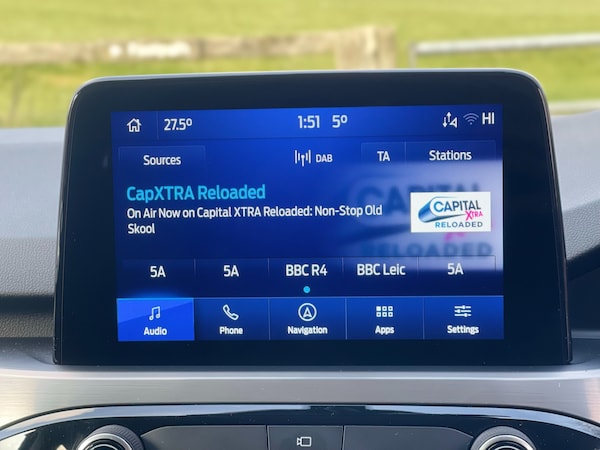 27.5° 1:51 5° HI
Sources DAB TA Stations
CapXTRA Reloaded
On Air Now on Capital XTRA Reloaded: Non-Stop Old
Skool
CAPITAL
XTRA
RELOADED
5A 5A BBC R4 BBC Leic 5A
Audio Phone Navigation Apps Settings